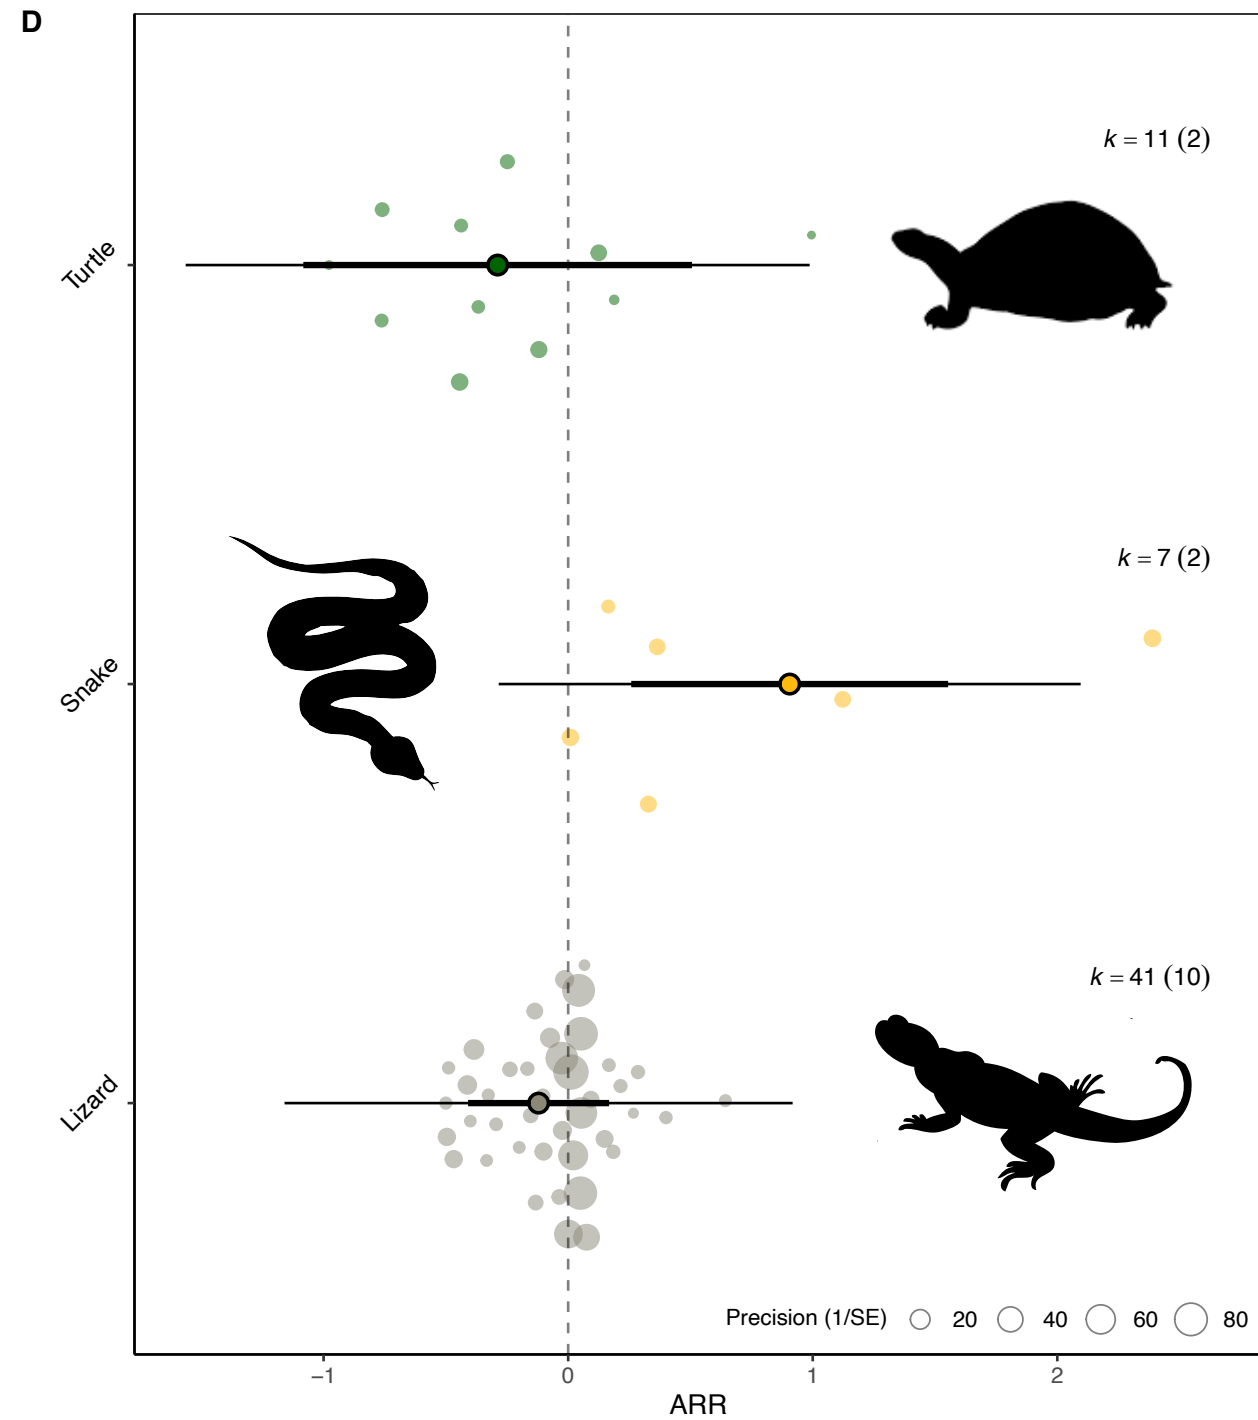 D
k = 11 (2)
Turtle
k = 7 (2)
Snake
k = 41 (10)
Lizard
Precision (1/SE) 20 40 60 80
−1 0 1 2
ARR